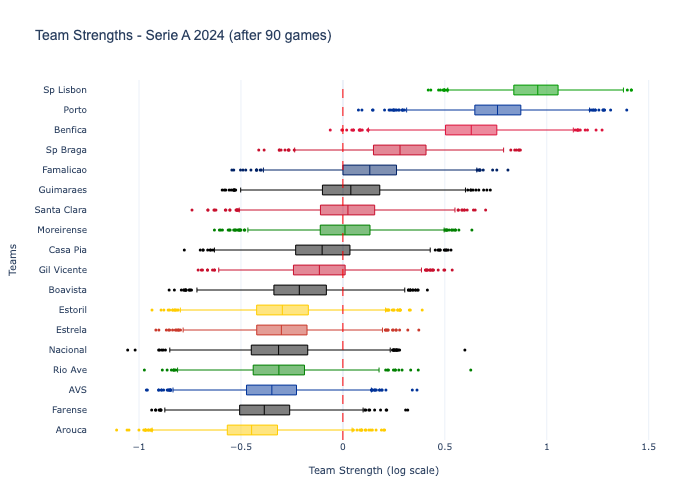 Team Strengths - Serie A 2024 (after 90 games)
Sp Lisbon
Porto
Benfica
Sp Braga
Famalicao
Guimaraes
Santa Clara
Moreirense
Casa Pia
Gil Vicente
Boavista
Estoril
Estrela
Nacional
Rio Ave
AVS
Farense
Arouca
Teams
−1 −0.5 0 0.5 1 1.5
Team Strength (log scale)